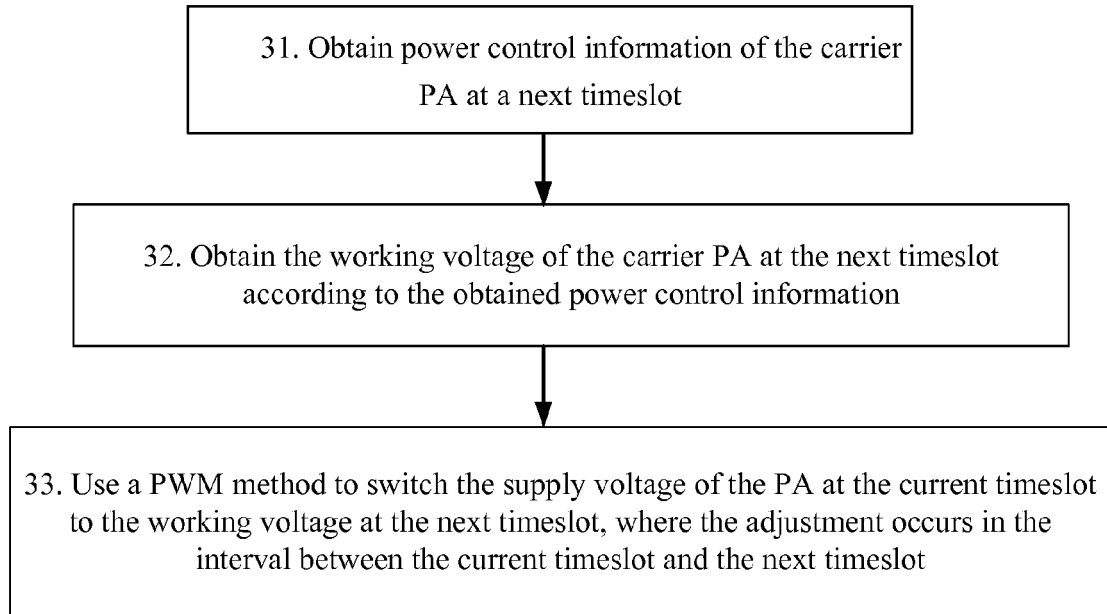 31. Obtain power control information of the carrier
PA at a next timeslot
32. Obtain the working voltage of the carrier PA at the next timeslot
according to the obtained power control information
33. Use a PWM method to switch the supply voltage of the PA at the current timeslot
to the working voltage at the next timeslot, where the adjustment occurs in the
interval between the current timeslot and the next timeslot